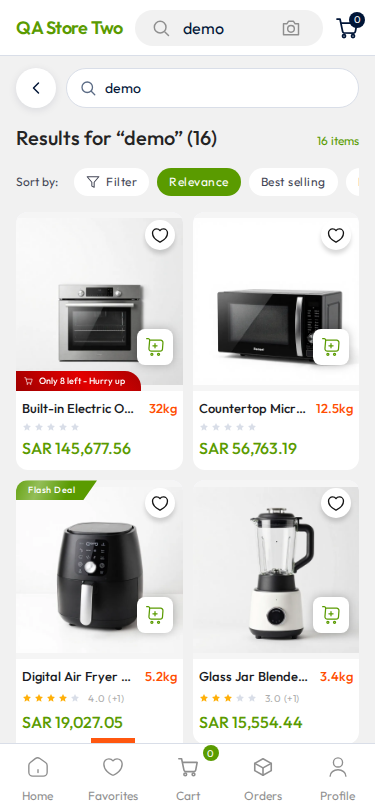 QA Store Two
demo
0
demo
Results for “demo” (16)
16 items
Sort by:
Filter
Relevance
Best selling
Only 8 left - Hurry up
Built-in Electric O...
32kg
SAR 145,677.56
Countertop Micr...
12.5kg
SAR 56,763.19
Flash Deal
Digital Air Fryer ...
5.2kg
4.0 (+1)
SAR 19,027.05
Glass Jar Blende...
3.4kg
3.0 (+1)
SAR 15,554.44
Home
Favorites
0
Cart
Orders
Profile